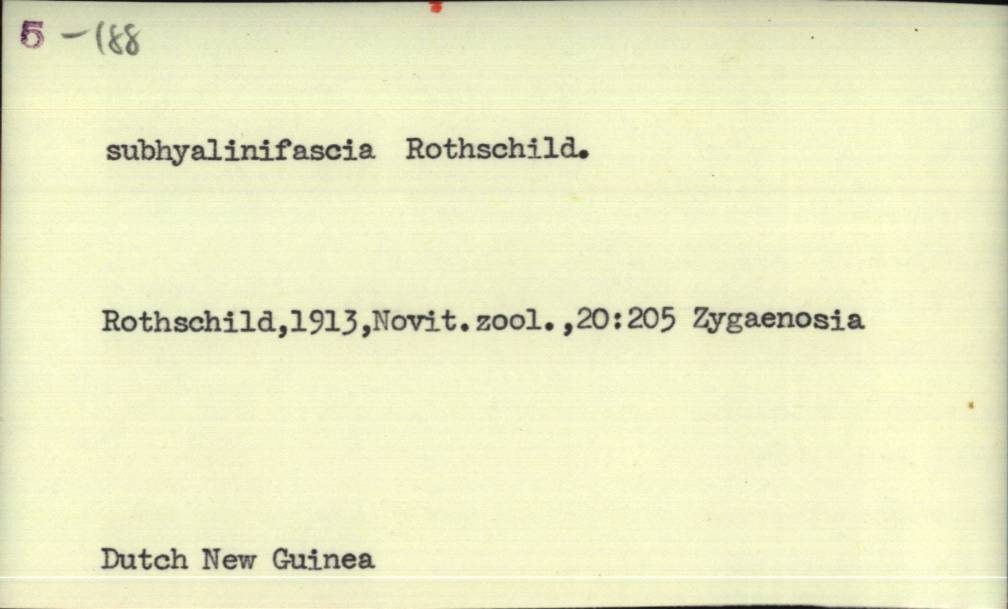 5 -188
subhyalinifascia Rothschild.
Rothschild,1913,Novit.zool.,20:205 Zygaenosia
Dutch New Guinea